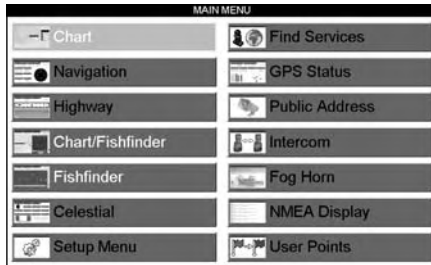 MAIN MENU
Chart
Navigation
Highway
Chart/Fishfinder
Fishfinder
Celestial
Setup Menu
Find Services
GPS Status
Public Address
Intercom
Fog Horn
NMEA Display
User Points